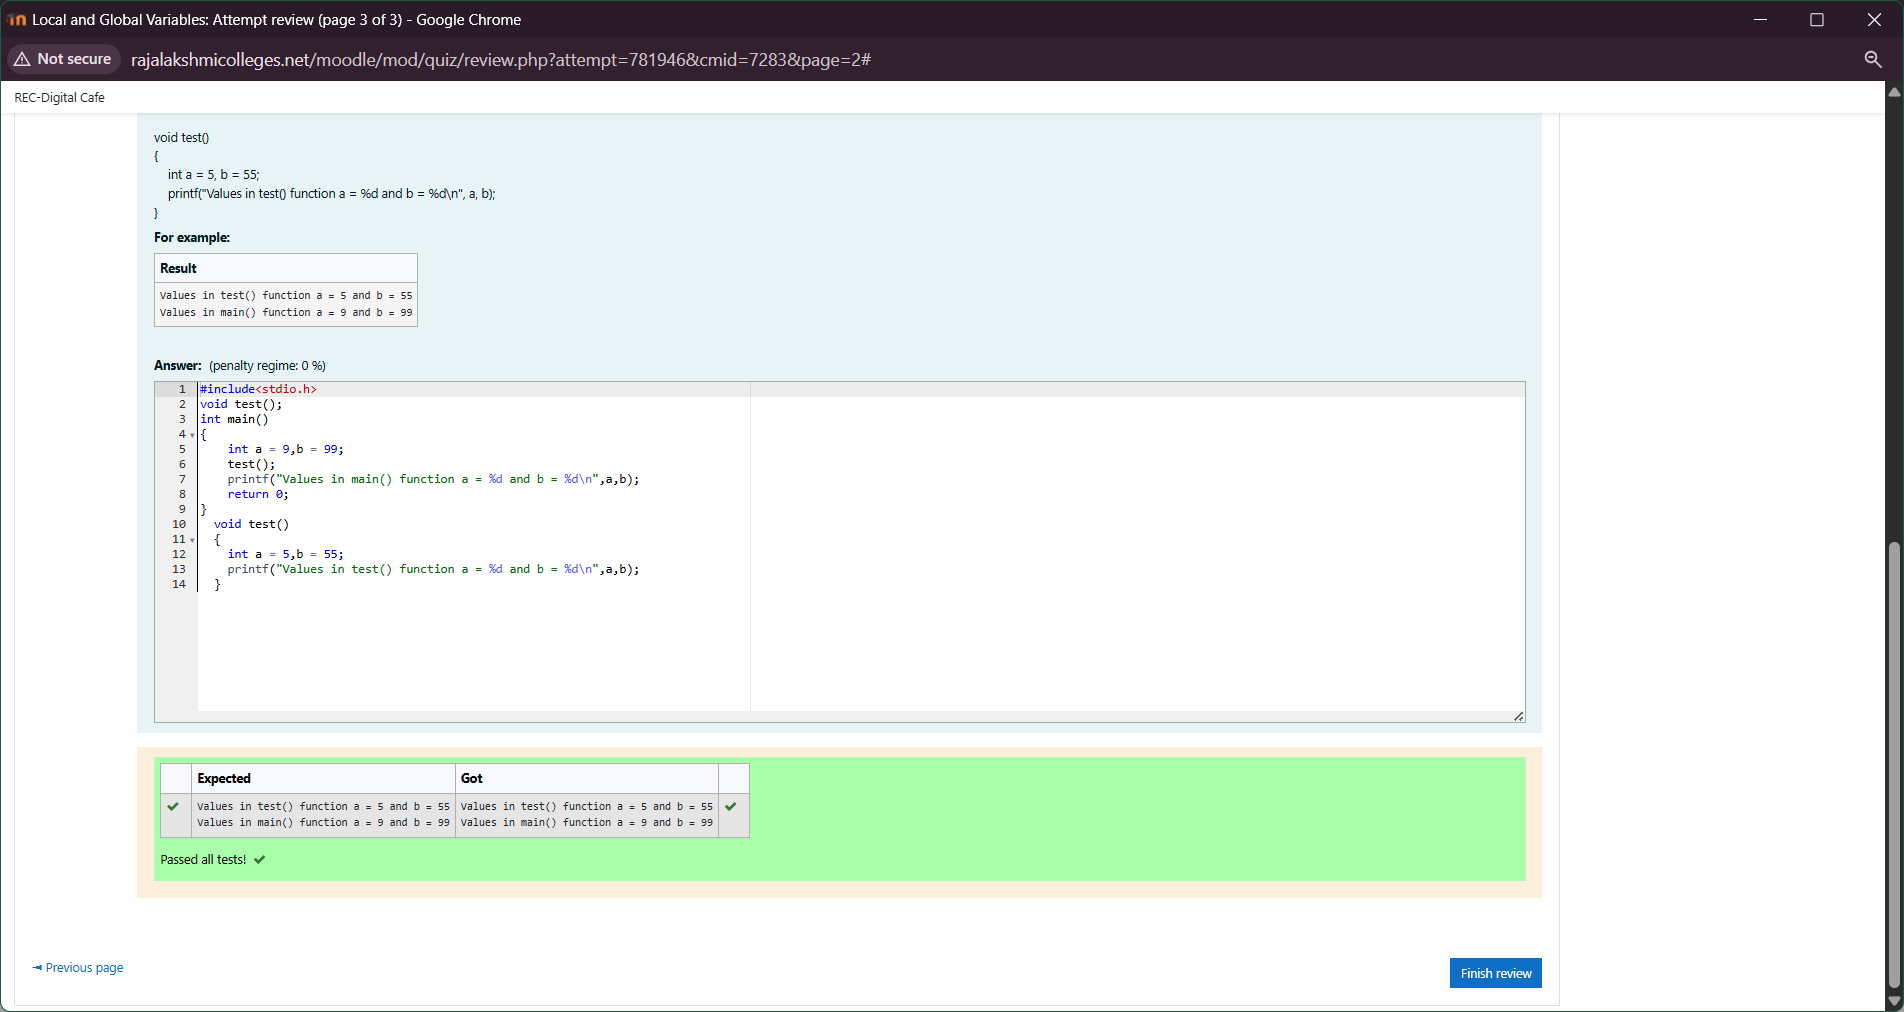 Local and Global Variables: Attempt review (page 3 of 3) - Google Chrome
Not secure rajalakshmicolleges.net/moodle/mod/quiz/review.php?attempt=781946&cmid=7283&page=2#
REC-Digital Cafe
void test()
{
int a = 5, b = 55;
printf("Values in test() function a = %d and b = %d\n", a, b);
}
For example:
Result
Values in test() function a = 5 and b = 55
Values in main() function a = 9 and b = 99
Answer: (penalty regime: 0 %)
1 #include<stdio.h>
2 void test();
3 int main()
4 {
5 int a = 9,b = 99;
6 test();
7 printf("Values in main() function a = %d and b = %d\n",a,b);
8 return 0;
9 }
10 void test()
11 {
12 int a = 5,b = 55;
13 printf("Values in test() function a = %d and b = %d\n",a,b);
14 }
Expected Got
Values in test() function a = 5 and b = 55 Values in test() function a = 5 and b = 55
Values in main() function a = 9 and b = 99 Values in main() function a = 9 and b = 99
Passed all tests!
Previous page
Finish review